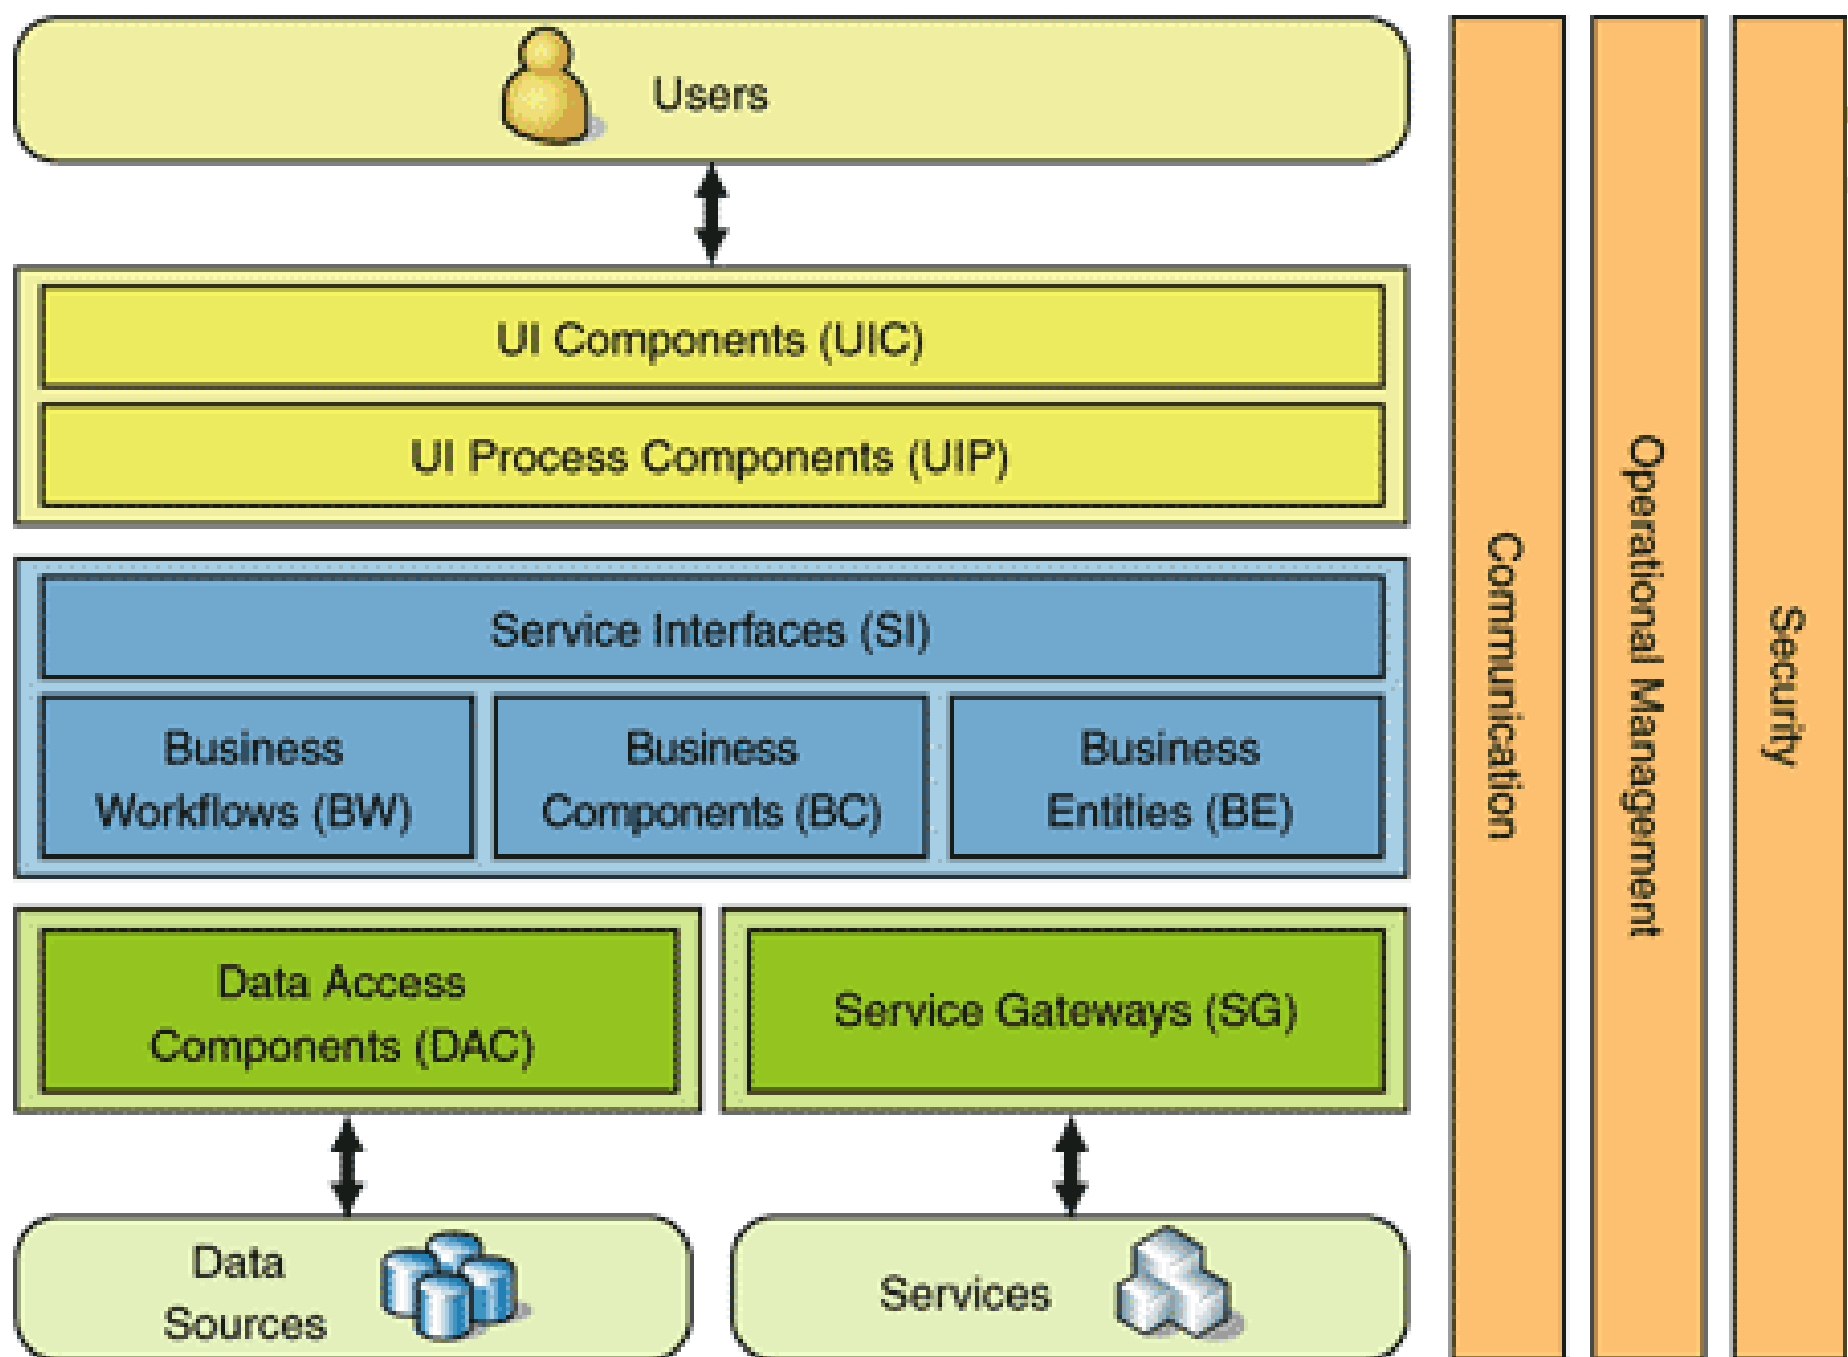 Users
UI Components (UIC)
UI Process Components (UIP)
Service Interfaces (SI)
Business
Workflows (BW)
Business
Components (BC)
Business
Entities (BE)
Data Access
Components (DAC)
Service Gateways (SG)
Data
Sources
Services
Communication
Operational Management
Security